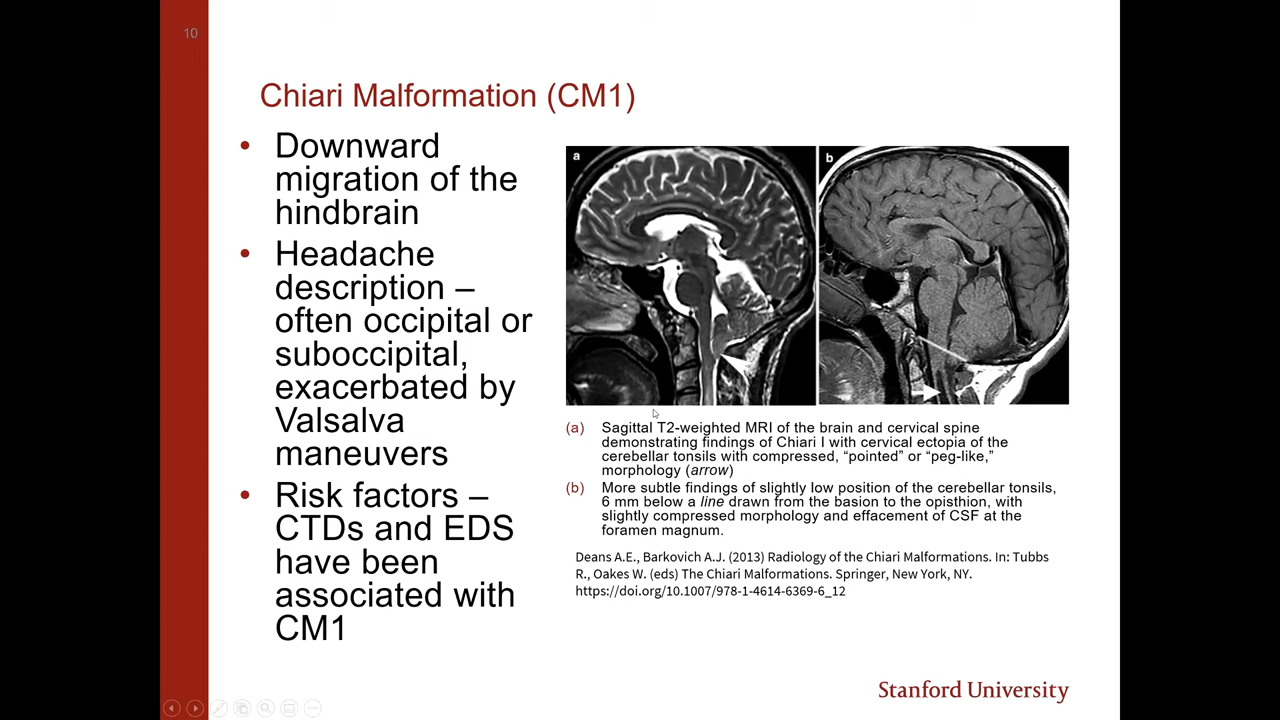 10
Chiari Malformation (CM1)
• Downward
migration of the
hindbrain
• Headache
description –
often occipital or
suboccipital,
exacerbated by
Valsalva
maneuvers
• Risk factors –
CTDs and EDS
have been
associated with
CM1
a
b
(a) Sagittal T2-weighted MRI of the brain and cervical spine
demonstrating findings of Chiari I with cervical ectopia of the
cerebellar tonsils with compressed, “pointed” or “peg-like,”
morphology (arrow)
(b) More subtle findings of slightly low position of the cerebellar tonsils,
6 mm below a line drawn from the basion to the opisthion, with
slightly compressed morphology and effacement of CSF at the
foramen magnum.
Deans A.E., Barkovich A.J. (2013) Radiology of the Chiari Malformations. In: Tubbs
R., Oakes W. (eds) The Chiari Malformations. Springer, New York, NY.
https://doi.org/10.1007/978-1-4614-6369-6_12
Stanford University